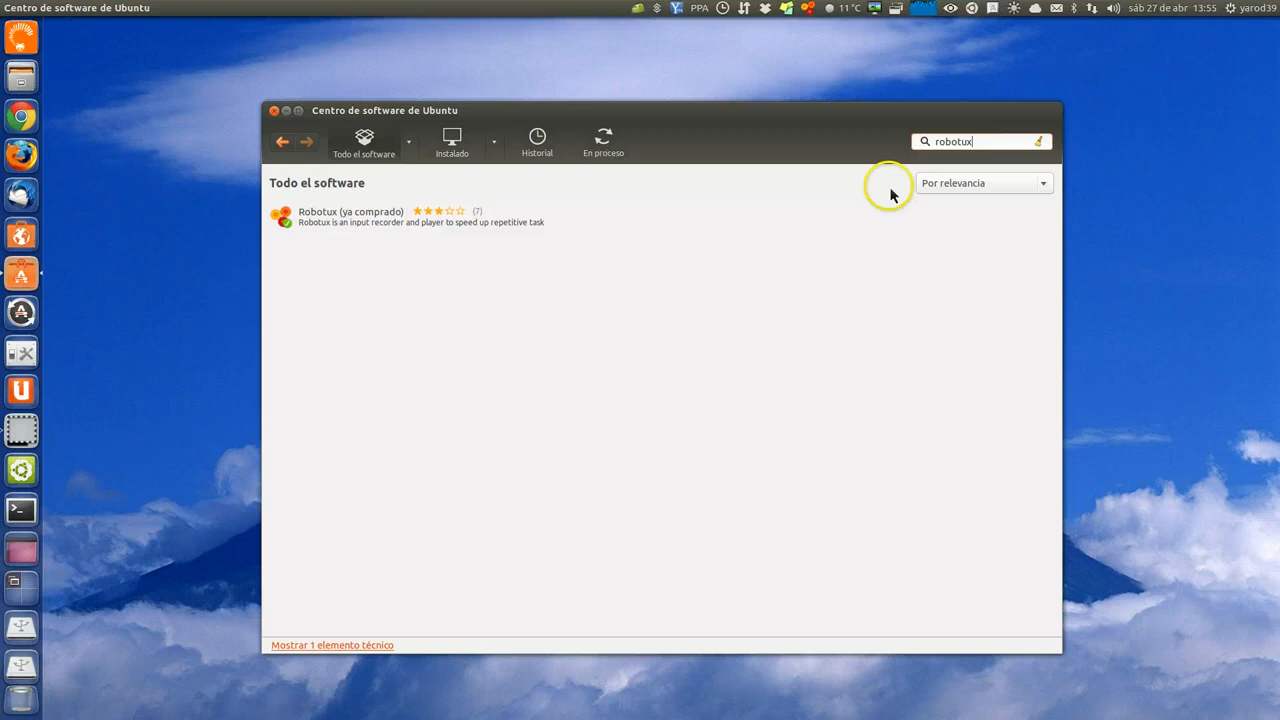 Centro de software de Ubuntu
PPA
11°C
sáb 27 de abr
13:55
yarod39
Centro de software de Ubuntu
Todo el software
Instalado
Historial
En proceso
robotux
Todo el software
Por relevancia
Robotux (ya comprado)
(7)
Robotux is an input recorder and player to speed up repetitive task
Mostrar 1 elemento técnico